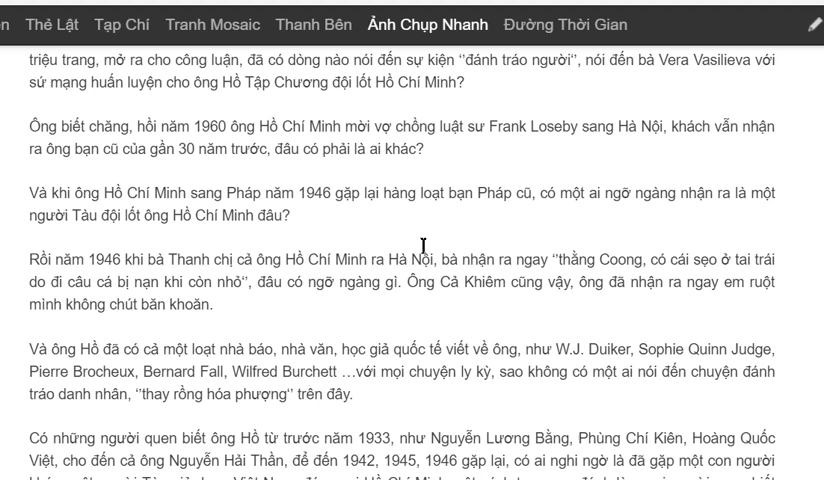 Thẻ Lật Tạp Chí Tranh Mosaic Thanh Bên Ảnh Chụp Nhanh Đường Thời Gian
triệu trang, mở ra cho công luận, đã có dòng nào nói đến sự kiện ‘'đánh tráo người‘', nói đến bà Vera Vasilieva với
sứ mạng huấn luyện cho ông Hồ Tập Chương đội lốt Hồ Chí Minh?
Ông biết chăng, hồi năm 1960 ông Hồ Chí Minh mời vợ chồng luật sư Frank Loseby sang Hà Nội, khách vẫn nhận
ra ông bạn cũ của gần 30 năm trước, đâu có phải là ai khác?
Và khi ông Hồ Chí Minh sang Pháp năm 1946 gặp lại hàng loạt bạn Pháp cũ, có một ai ngỡ ngàng nhận ra là một
người Tàu đội lốt ông Hồ Chí Minh đâu?
Rồi năm 1946 khi bà Thanh chị cả ông Hồ Chí Minh ra Hà Nội, bà nhận ra ngay ‘'thằng Coong, có cái sẹo ở tai trái
do đi câu cá bị nạn khi còn nhỏ‘', đâu có ngỡ ngàng gì. Ông Cả Khiêm cũng vậy, ông đã nhận ra ngay em ruột
mình không chút băn khoăn.
Và ông Hồ đã có cả một loạt nhà báo, nhà văn, học giả quốc tế viết về ông, như W.J. Duiker, Sophie Quinn Judge,
Pierre Brocheux, Bernard Fall, Wilfred Burchett …với mọi chuyện ly kỳ, sao không có một ai nói đến chuyện đánh
tráo danh nhân, ‘'thay rồng hóa phượng‘' trên đây.
Có những người quen biết ông Hồ từ trước năm 1933, như Nguyễn Lương Bằng, Phùng Chí Kiên, Hoàng Quốc
Việt, cho đến cả ông Nguyễn Hải Thần, để đến 1942, 1945, 1946 gặp lại, có ai nghi ngờ là đã gặp một con người